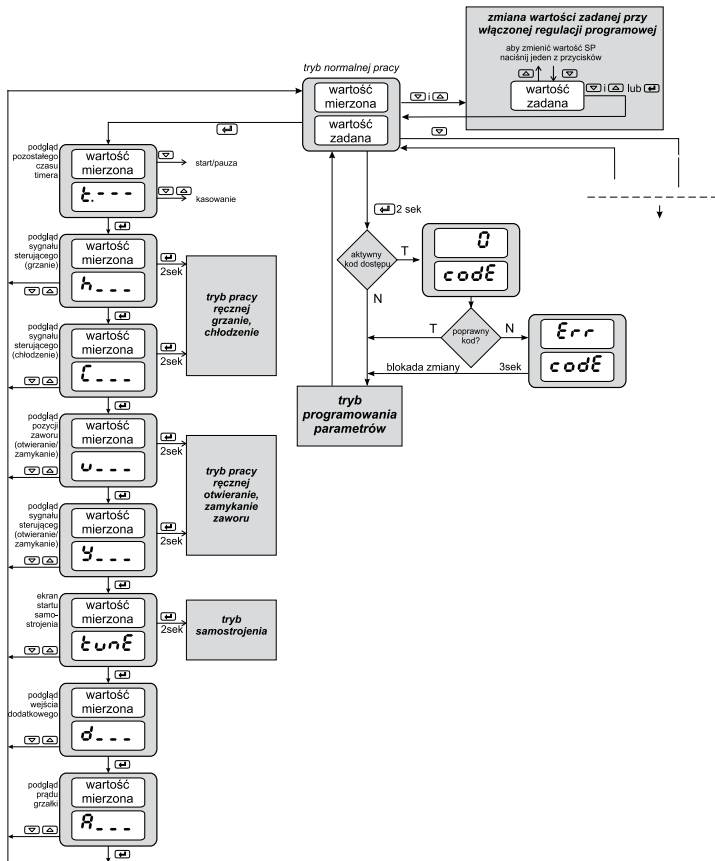 zmiana wartości zadanej przy
włączonej regulacji programowej
aby zmienić wartość SP
naciśnij jeden z przycisków
wartość
zadana
i
lub
tryb normalnej pracy
wartość
mierzona
wartość
zadana
i
podgląd
pozostałego
czasu
timera
wartość
mierzona
t.---
start/pauza
kasowanie
2 sek
aktywny
kod dostępu
T
N
0
codE
poprawny
kod?
T
N
Err
codE
blokada zmiany
3sek
tryb
programowania
parametrów
podgląd
sygnału
sterującego
(grzanie)
wartość
mierzona
h---
2sek
tryb pracy
ręcznej
grzanie,
chłodzenie
podgląd
sygnału
sterującego
(chłodzenie)
wartość
mierzona
C---
2sek
podgląd
pozycji
zaworu
(otwieranie/
zamykanie)
wartość
mierzona
u---
2sek
tryb pracy
ręcznej
otwieranie,
zamykanie
zaworu
podgląd
sygnału
sterująceg
(otwieranie/
zamykanie)
wartość
mierzona
y---
2sek
ekran
startu
samo-
strojenia
wartość
mierzona
tunE
2sek
tryb
samostrojenia
podgląd
wejścia
dodatkowego
wartość
mierzona
d---
podgląd
prądu
grzałki
wartość
mierzona
A---